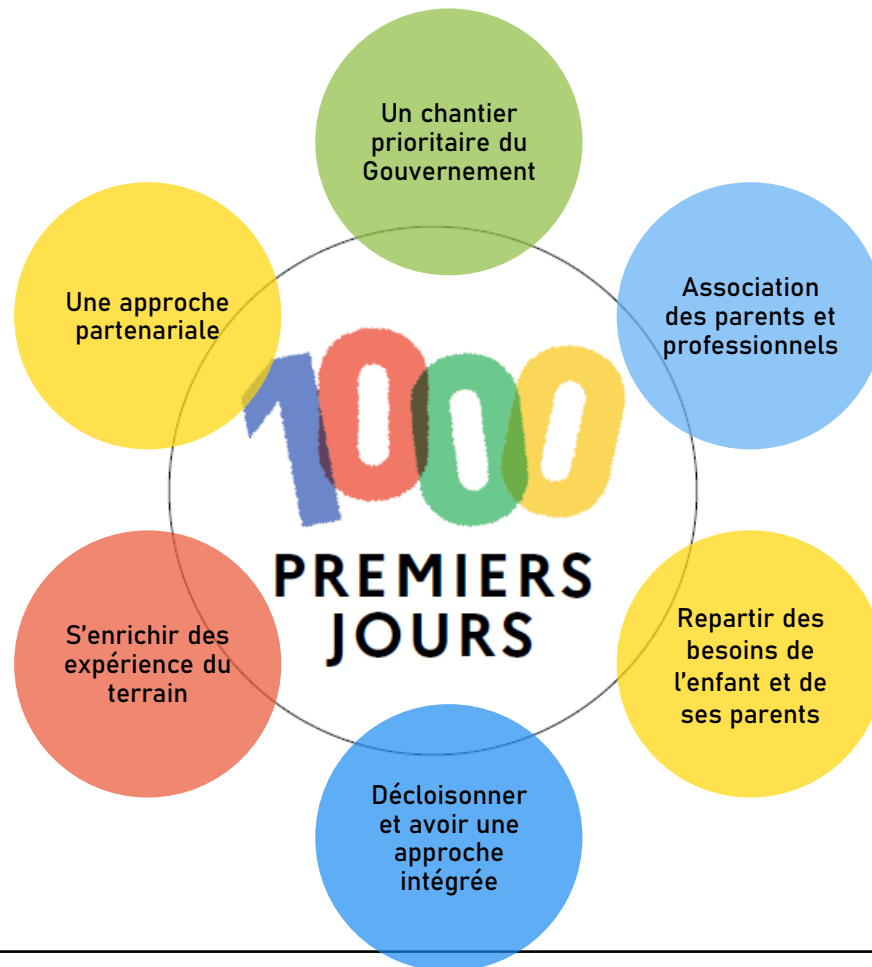 Un chantier
prioritaire du
Gouvernement
Association
des parents et
professionnels
Repartir des
besoins de
l'enfant et de
ses parents
Décloisonner
et avoir une
approche
intégrée
S'enrichir des
expérience du
terrain
Une approche
partenariale
1000
PREMIERS
JOURS